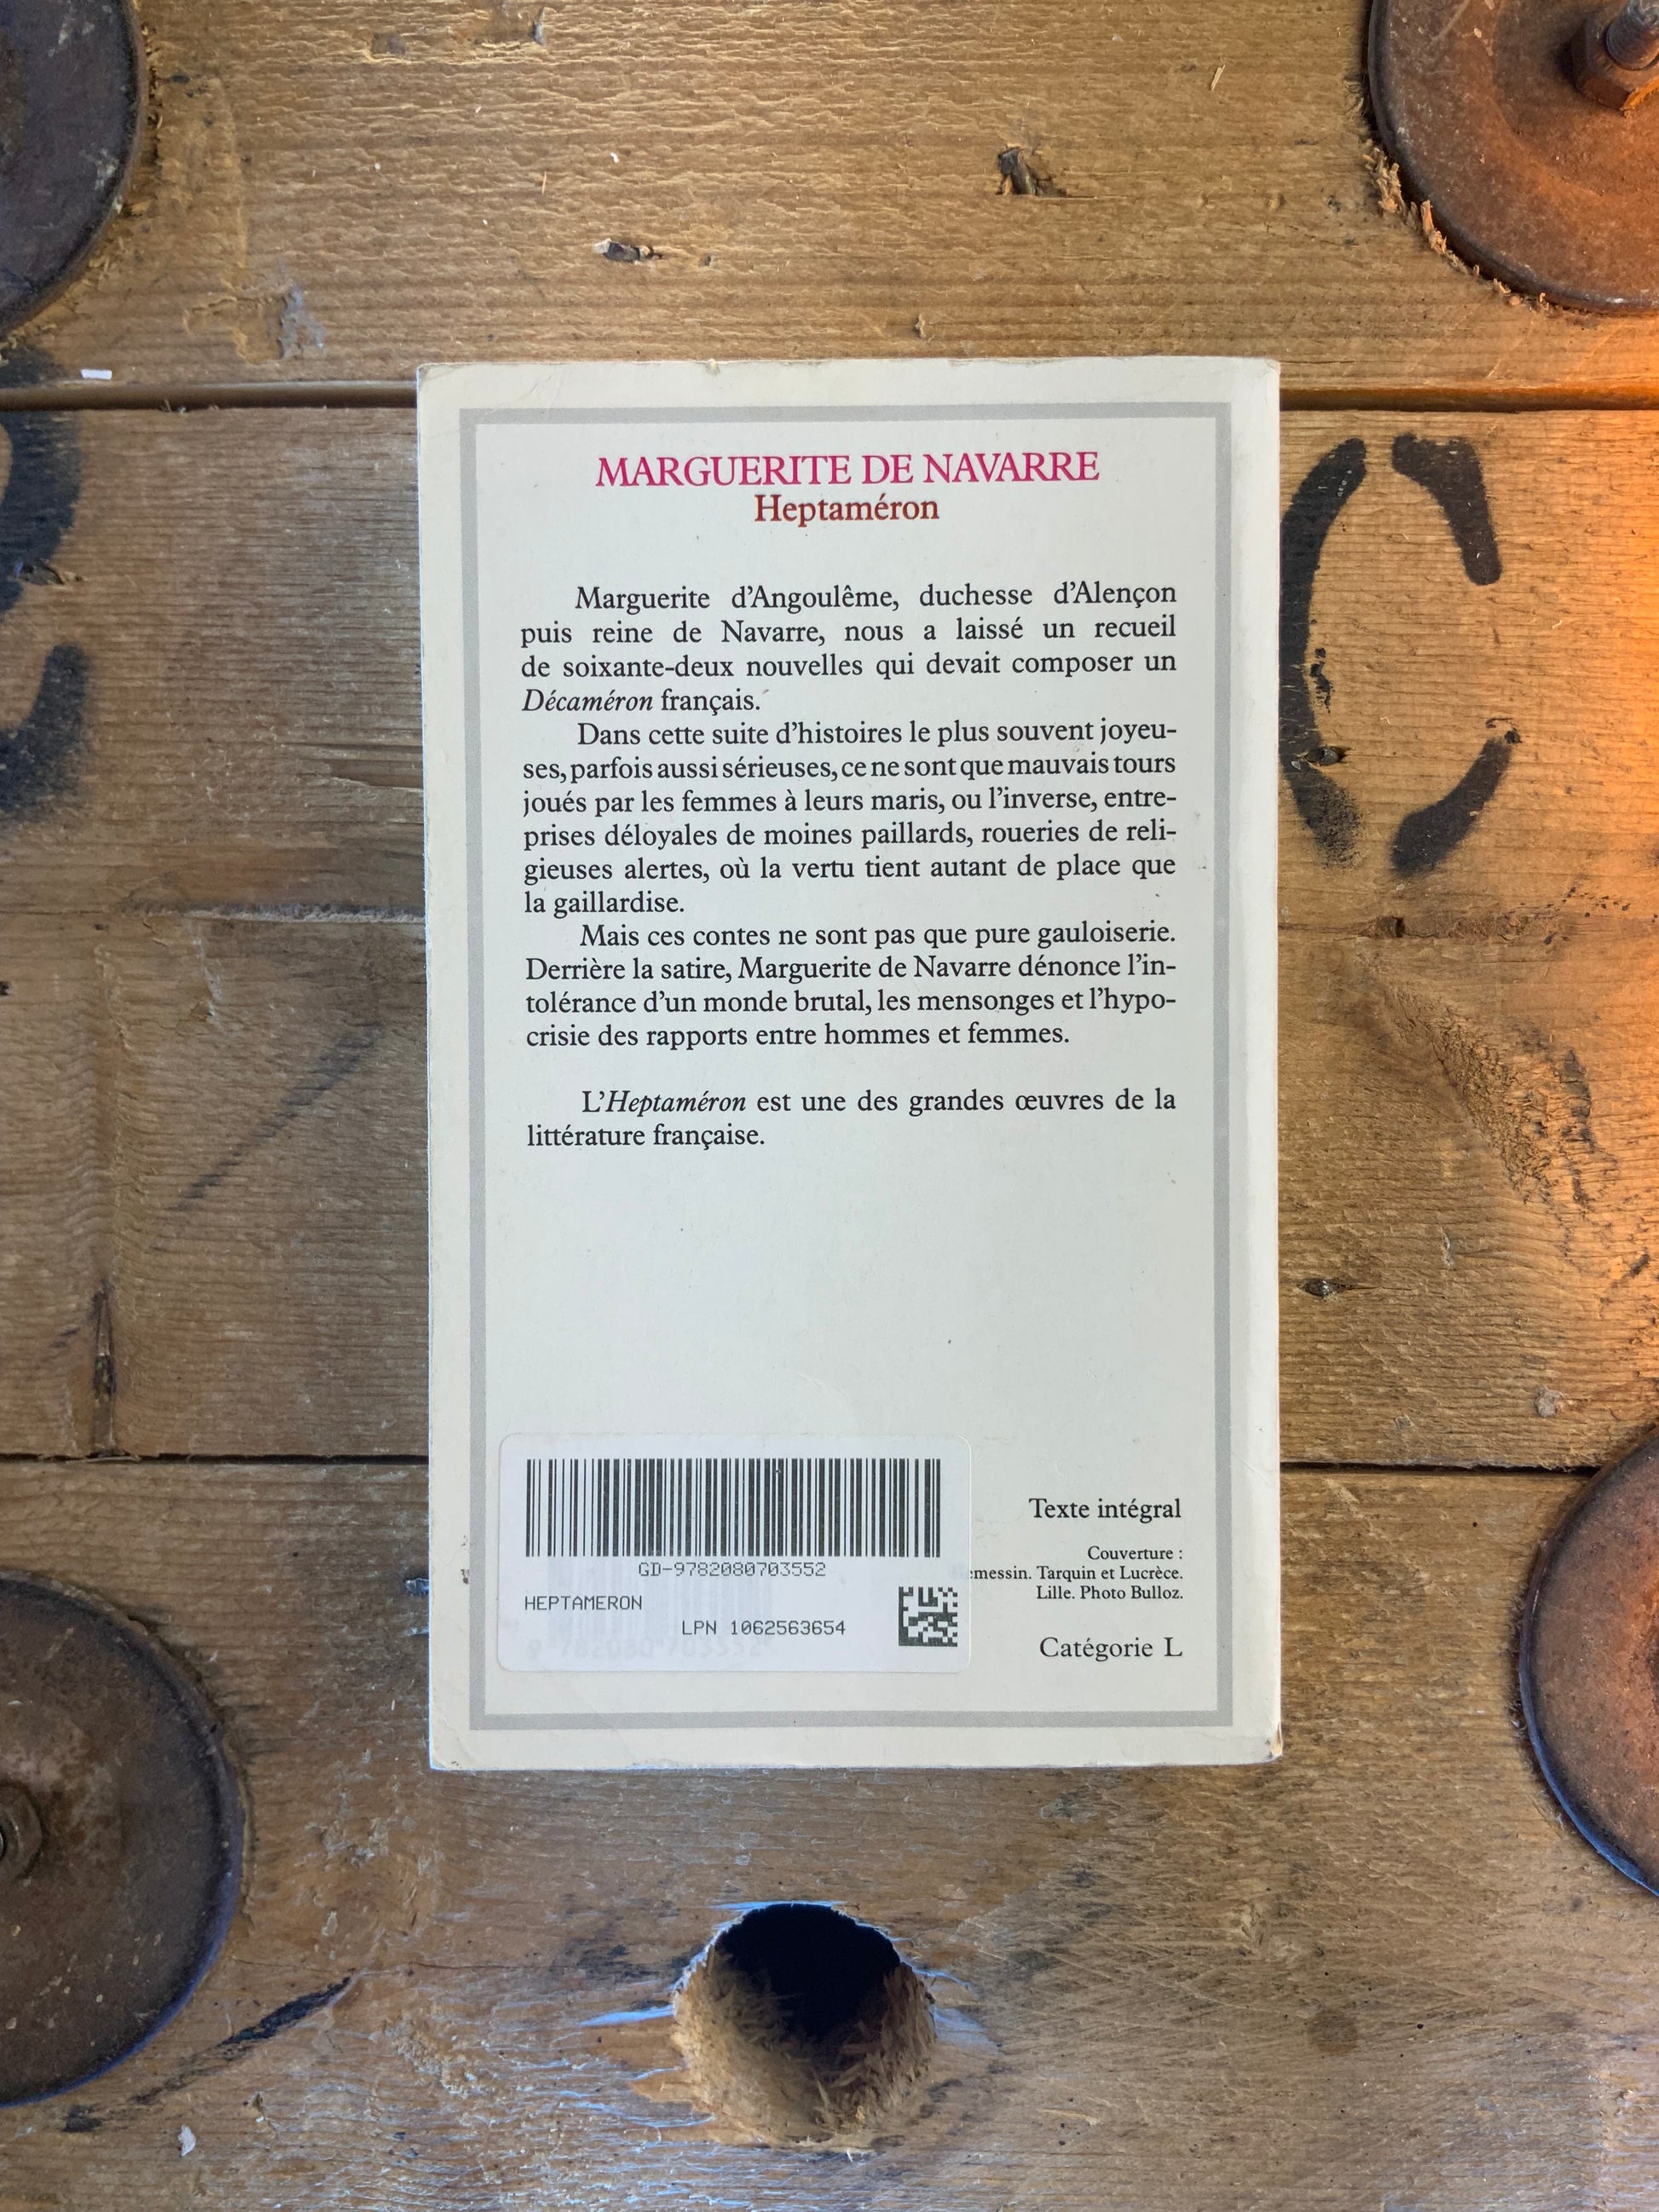 MARGUERITE DE NAVARRE
Heptaméron
Marguerite d'Angoulême, duchesse d'Alençon
puis reine de Navarre, nous a laissé un recueil
de soixante-deux nouvelles qui devait composer un
Décaméron français.
Dans cette suite d'histoires le plus souvent joyeu-
ses, parfois aussi sérieuses, ce ne sont que mauvais tours
joués par les femmes à leurs maris, ou l'inverse, entre-
prises déloyales de moines paillards, roueries de reli-
gieuses alertes, où la vertu tient autant de place que
la gaillardise.
Mais ces contes ne sont pas que pure gauloiserie.
Derrière la satire, Marguerite de Navarre dénonce l'in-
tolérance d'un monde brutal, les mensonges et l'hypo-
crisie des rapports entre hommes et femmes.
L'Heptaméron est une des grandes œuvres de la
littérature française.
GD-9782080703552
HEPTAMERON
LPN 1062563654
Texte intégral
Couverture :
Tarquin et Lucrèce.
Lille. Photo Bulloz.
Catégorie L
C